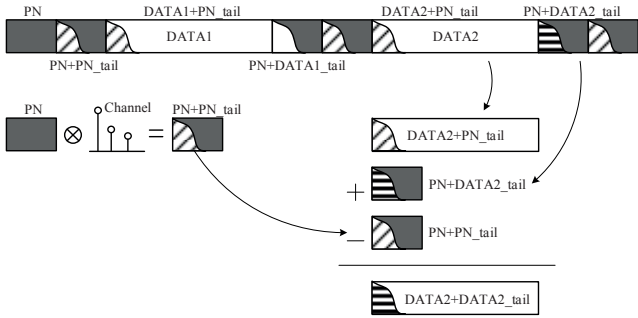 PN DATA1+PN_tail DATA2+PN_tail PN+DATA2_tail
DATA1 DATA2
PN+PN_tail PN+DATA1_tail
PN Channel PN+PN_tail
⊗ =
DATA2+PN_tail
+ PN+DATA2_tail
− PN+PN_tail
DATA2+DATA2_tail